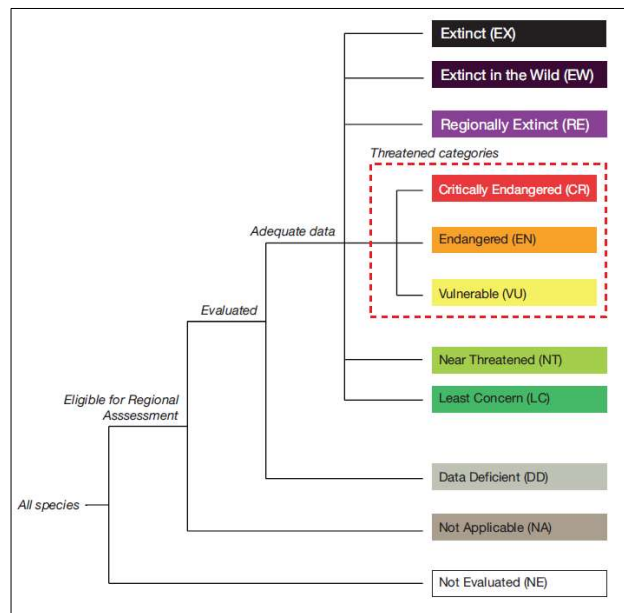 Extinct (EX)
Extinct in the Wild (EW)
Regionally Extinct (RE)
Threatened categories
Critically Endangered (CR)
Adequate data
Endangered (EN)
Vulnerable (VU)
Evaluated
Near Threatened (NT)
Eligible for Regional
Asssessment
Least Concern (LC)
Data Deficient (DD)
All species
Not Applicable (NA)
Not Evaluated (NE)